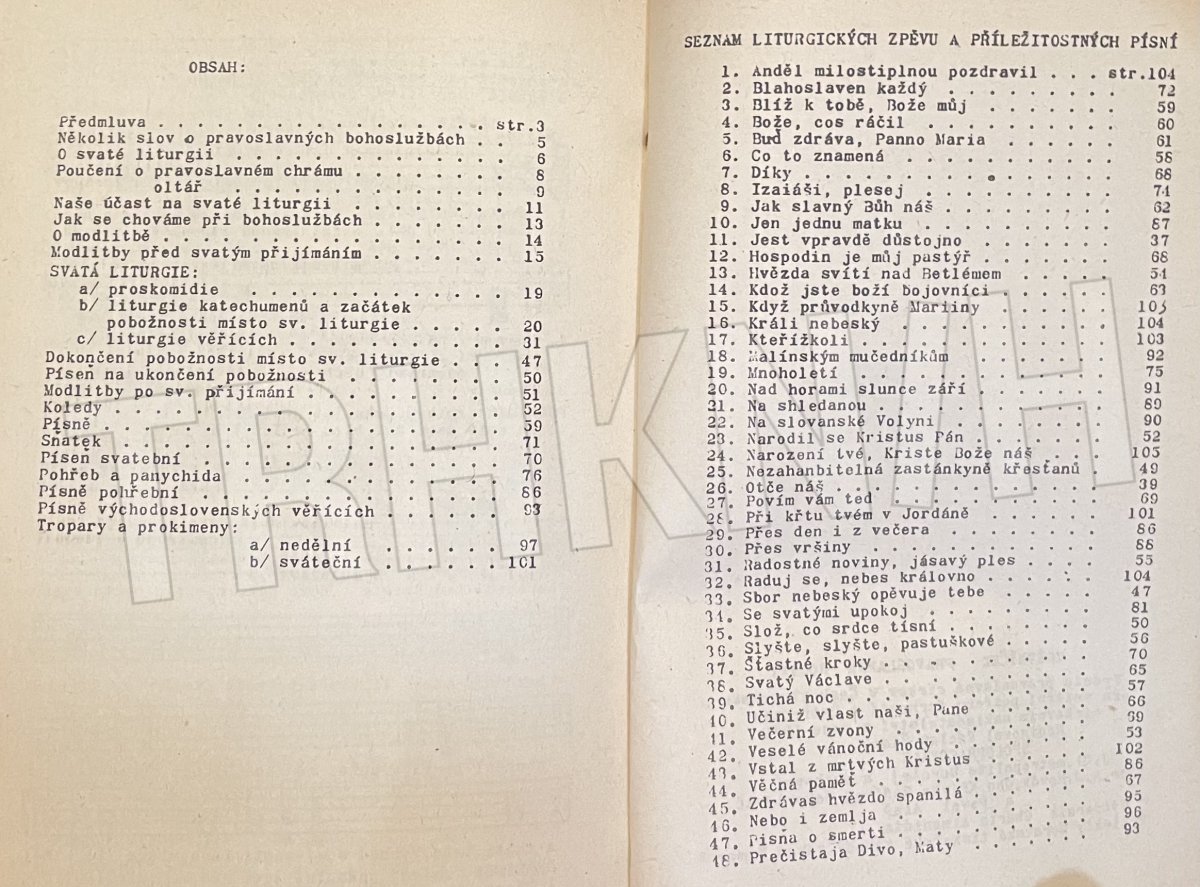 OBSAH:
Předmluva . . . . . . . . . . . . . . . . . str.3
Několik slov o pravoslavných bohoslužbách . . 5
O svaté liturgii . . . . . . . . . . . . . 6
Poučení o pravoslavném chrámu . . . . . . . . 8
oltář . . . . . . . . . . . . . 9
Naše účast na svaté liturgii . . . . . . . . 11
Jak se chováme při bohoslužbách . . . . . . . 13
O modlitbě . . . . . . . . . . . . . . . . 14
Modlitby před svatým přijímáním . . . . . . . 15
SVATÁ LITURGIE:
a/ proskomidie . . . . . . . . . . . . . 19
b/ liturgie katechumenů a začátek
pobožnosti místo sv. liturgie . . . . . 20
c/ liturgie věřících . . . . . . . . . . 31
Dokončení pobožnosti místo sv. liturgie . . . 47
Píseň na ukončení pobožnosti . . . . . . . . 50
Modlitby po sv. přijímání . . . . . . . . . . 51
Koledy . . . . . . . . . . . . . . . . . . 52
Písně . . . . . . . . . . . . . . . . . . 59
Sňatek . . . . . . . . . . . . . . . . . . 71
Píseň svatební . . . . . . . . . . . . . . 70
Pohřeb a panychida . . . . . . . . . . . . 76
Písně pohřební . . . . . . . . . . . . . . 86
Písně východoslovenských věřících . . . . . . 93
Tropary a prokimeny:
a/ nedělní . . . . . . 97
b/ sváteční . . . . . . 101
SEZNAM LITURGICKÝCH ZPĚVU A PŘÍLEŽITOSTNÝCH PÍSNÍ
1. Anděl milostiplnou pozdravil . . . str.104
2. Blahoslaven každý . . . . . . . . . 72
3. Blíž k tobě, Bože můj . . . . . . . 59
4. Bože, cos ráčil . . . . . . . . . . 60
5. Buď zdráva, Panno Maria . . . . . . 61
6. Co to znamená . . . . . . . . . . . 58
7. Díky . . . . . . . . . . . . . . . 68
8. Izaiáši, plesej . . . . . . . . . . 74
9. Jak slavný Bůh náš . . . . . . . . . 62
10. Jen jednu matku . . . . . . . . . . 87
11. Jest vpravdě důstojno . . . . . . . 37
12. Hospodin je můj pastýř . . . . . . . 68
13. Hvězda svítí nad Betlémem . . . . . 54
14. Kdož jste boží bojovníci . . . . . . 63
15. Když průvodkyně Mariiny . . . . . . 103
16. Králi nebeský . . . . . . . . . . . 104
17. Kteřížkoli . . . . . . . . . . . . 103
18. Malínským mučedníkům . . . . . . . 92
19. Mnoholetí . . . . . . . . . . . . . 75
20. Nad horami slunce září . . . . . . . 91
21. Na shledanou . . . . . . . . . . . 89
22. Na slovanské Volyni . . . . . . . . 90
23. Narodil se Kristus Pán . . . . . . . 52
24. Narození tvé, Kriste Bože náš . . . 105
25. Nezahanbitelná zastánkyně křesťanů . 49
26. Otče náš . . . . . . . . . . . . . 39
27. Povím vám teď . . . . . . . . . . . 69
28. Při křtu tvém v Jordáně . . . . . . 101
29. Přes den i z večera . . . . . . . . 86
30. Přes vršiny . . . . . . . . . . . . 88
31. Radostné noviny, jásavý ples . . . . 55
32. Raduj se, nebes královno . . . . . . 104
33. Sbor nebeský opěvuje tebe . . . . . 47
34. Se svatými upokoj . . . . . . . . . 81
35. Slož, co srdce tísní . . . . . . . . 50
36. Slyšte, slyšte, pastuškové . . . . . 56
37. Šťastné kroky . . . . . . . . . . . 70
38. Svatý Václave . . . . . . . . . . . 65
39. Tichá noc . . . . . . . . . . . . . 57
40. Učiniž vlast naši, Pane . . . . . . 66
41. Večerní zvony . . . . . . . . . . . 69
42. Veselé vánoční hody . . . . . . . . 53
43. Vstal z mrtvých Kristus . . . . . . 102
44. Věčná paměť . . . . . . . . . . . . 86
45. Zdrávas hvězdo spanilá . . . . . . . 67
46. Nebo i zemlja . . . . . . . . . . . 95
47. Pisňa o smerti . . . . . . . . . . 96
48. Prečistaja Divo, Maty . . . . . . . 93
TRHKNIH